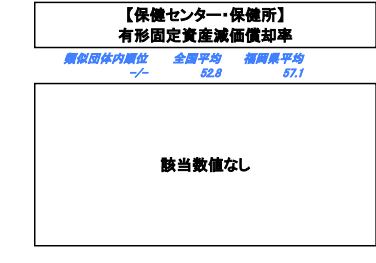 【保健センター・保健所】
有形固定資産減価償却率
類似団体内順位 全国平均 福岡県平均
-/- 52.8 57.1
該当数値なし